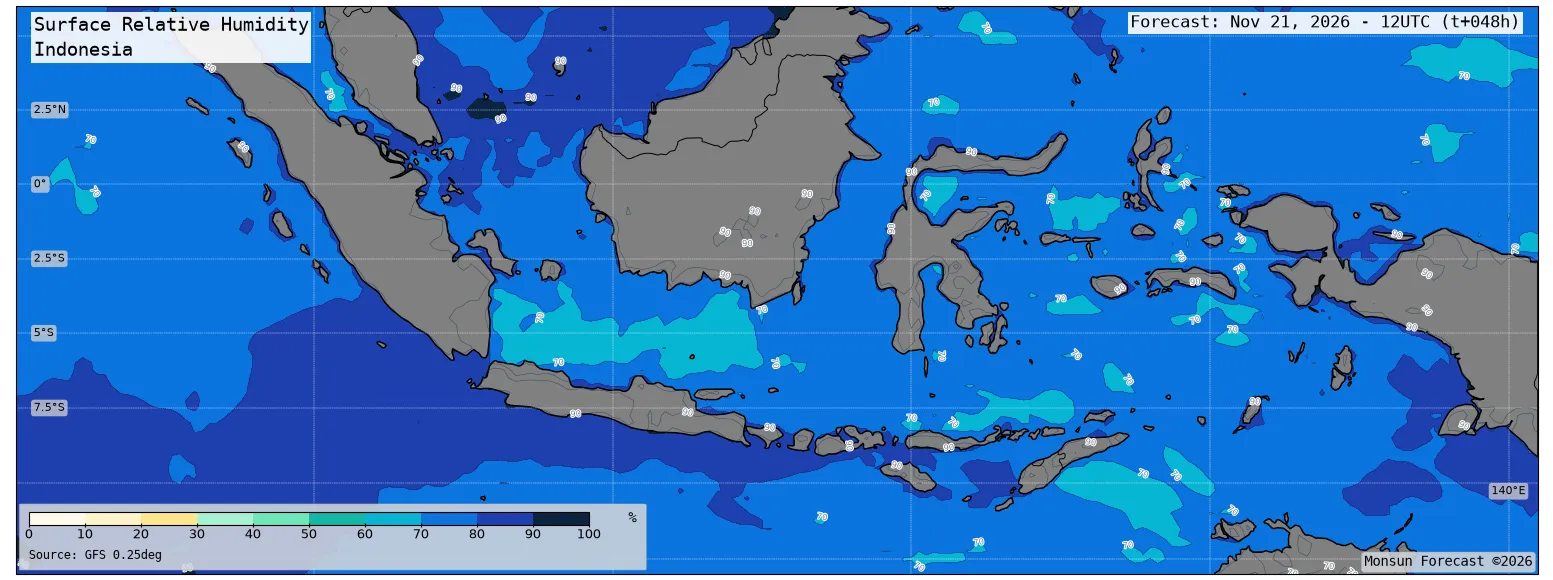 Surface Relative Humidity
Indonesia
Forecast: Nov 21, 2026 - 12UTC (t+048h)
2.5°N
0°
2.5°S
5°S
7.5°S
140°E
%
0 10 20 30 40 50 60 70 80 90 100
Source: GFS 0.25deg
Monsun Forecast ©2026